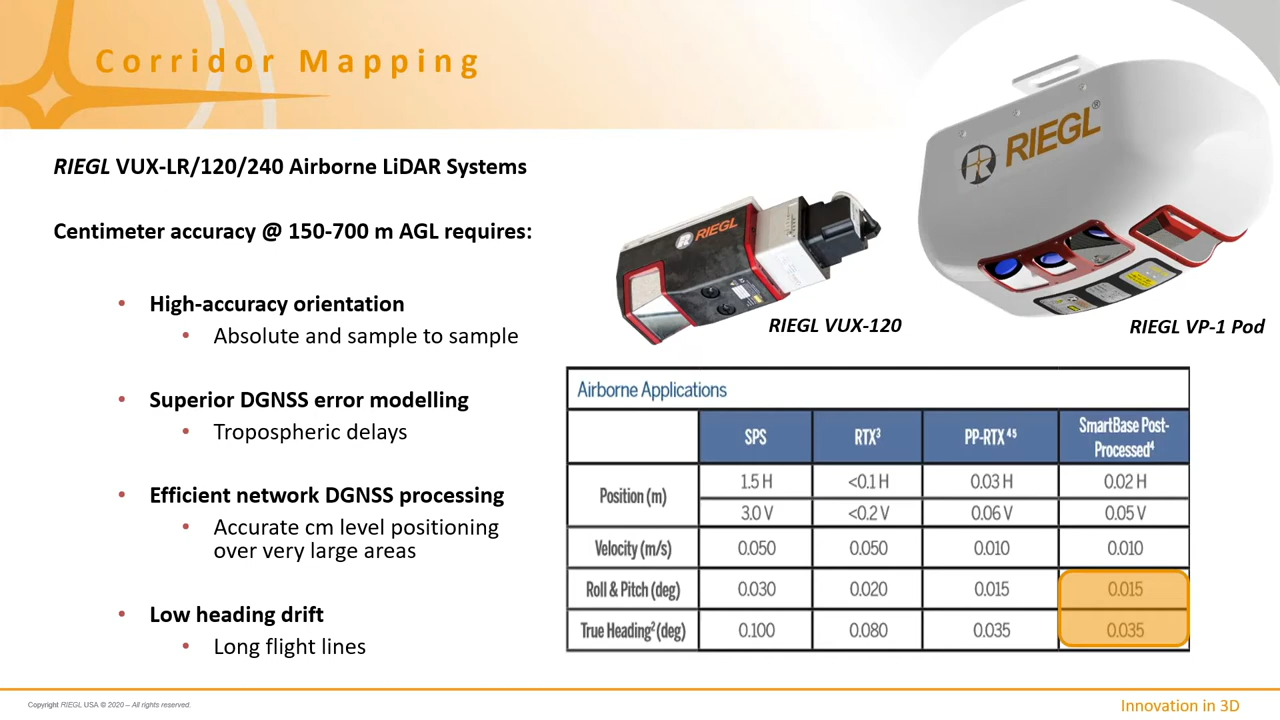 Corridor Mapping
RIEGL VUX-LR/120/240 Airborne LiDAR Systems
Centimeter accuracy @ 150-700 m AGL requires:
• High-accuracy orientation
• Absolute and sample to sample
• Superior DGNSS error modelling
• Tropospheric delays
• Efficient network DGNSS processing
• Accurate cm level positioning
over very large areas
• Low heading drift
• Long flight lines
RIEGL
RIEGL VUX-120
RIEGL®
RIEGL VP-1 Pod
Airborne Applications
SPS RTX³ PP-RTX⁴⁵ SmartBase Post-
Processed⁴
Position (m) 1.5 H <0.1 H 0.03 H 0.02 H
3.0 V <0.2 V 0.06 V 0.05 V
Velocity (m/s) 0.050 0.050 0.010 0.010
Roll & Pitch (deg) 0.030 0.020 0.015 0.015
True Heading² (deg) 0.100 0.080 0.035 0.035
Copyright RIEGL USA © 2020 – All rights reserved.
Innovation in 3D